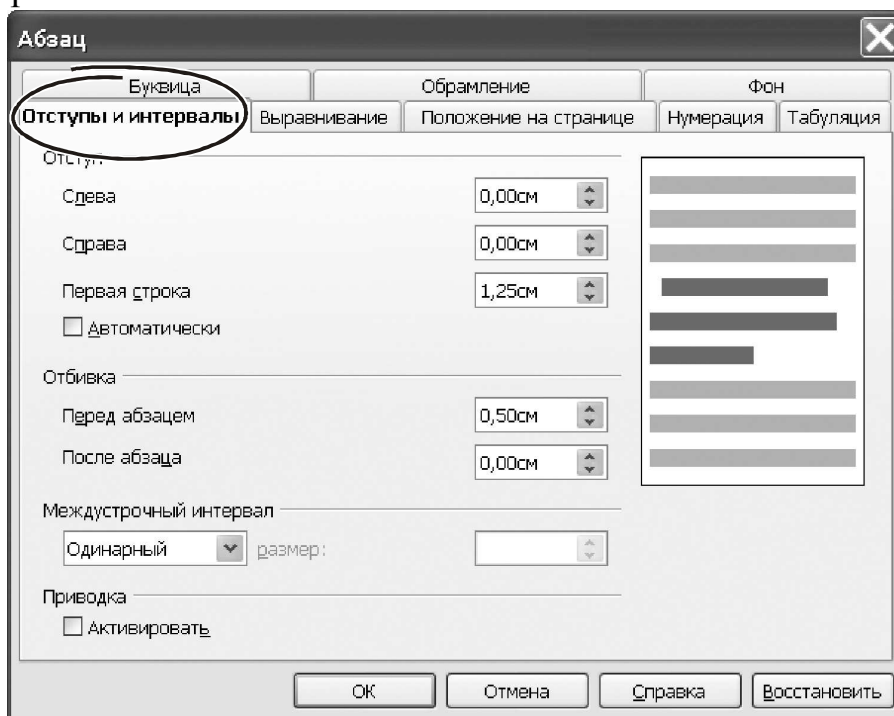 Абзац
Буквица Обрамление Фон
Отступы и интервалы Выравнивание Положение на странице Нумерация Табуляция
Слева 0,00см
Справа 0,00см
Первая строка 1,25см
Автоматически
Отбивка
Перед абзацем 0,50см
После абзаца 0,00см
Междустрочный интервал
Одинарный размер:
Приводка
Активировать
ОК Отмена Справка Восстановить